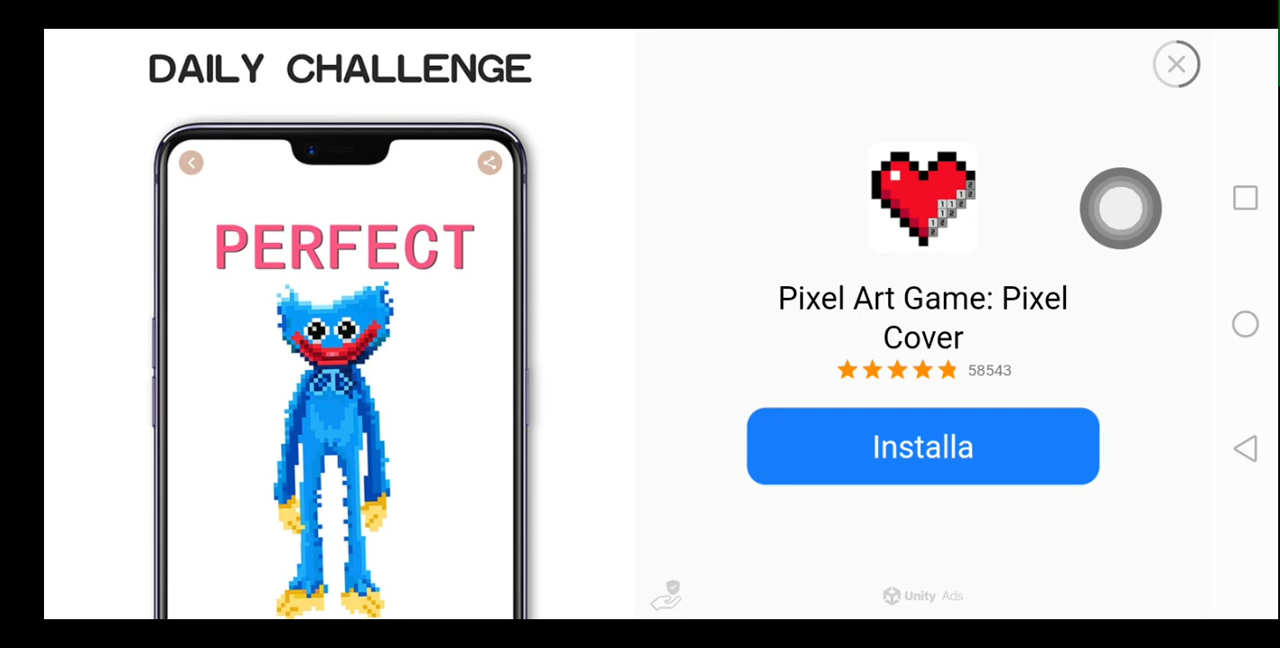 DAILY CHALLENGE
PERFECT
Pixel Art Game: Pixel
Cover
58543
Installa
Unity Ads